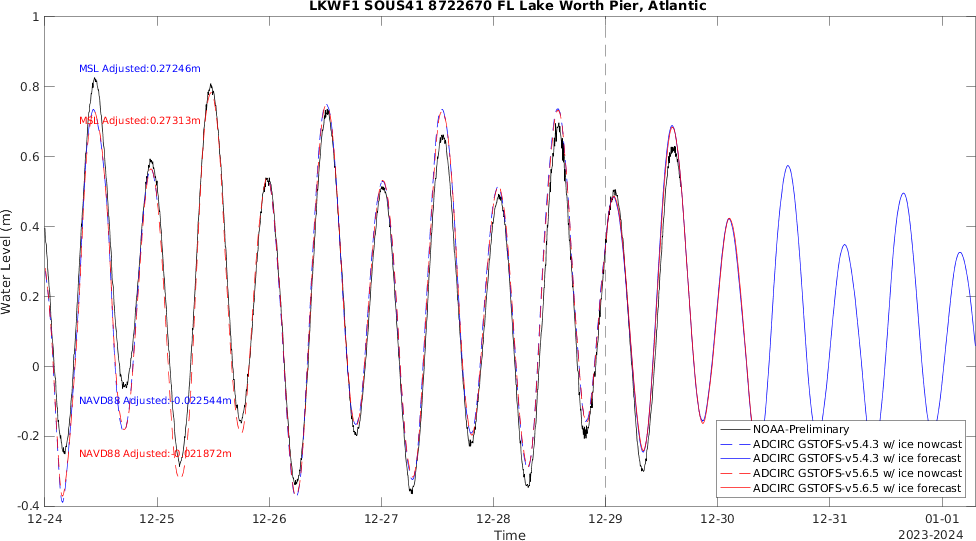 LKWF1 SOUS41 8722670 FL Lake Worth Pier, Atlantic
1
0.8
0.6
0.4
0.2
0
-0.2
-0.4
Water Level (m)
MSL Adjusted:0.27246m
MSL Adjusted:0.27313m
NAVD88 Adjusted:-0.022544m
NAVD88 Adjusted:-0.021872m
NOAA-Preliminary
ADCIRC GSTOFS-v5.4.3 w/ ice nowcast
ADCIRC GSTOFS-v5.4.3 w/ ice forecast
ADCIRC GSTOFS-v5.6.5 w/ ice nowcast
ADCIRC GSTOFS-v5.6.5 w/ ice forecast
12-24 12-25 12-26 12-27 12-28 12-29 12-30 12-31 01-01
Time
2023-2024